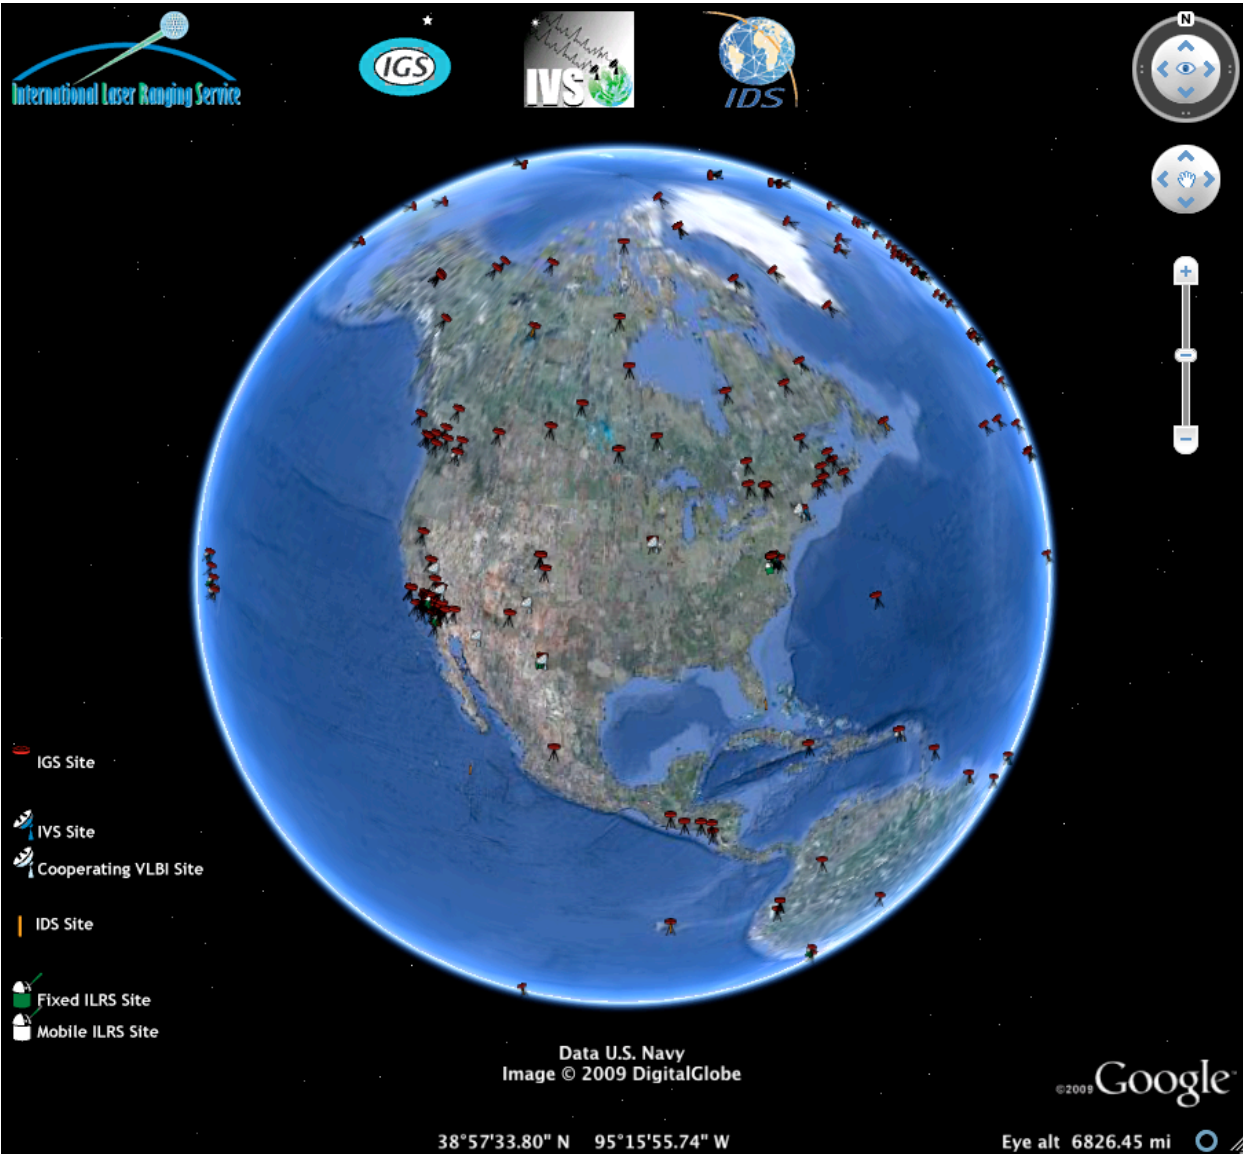 International Laser Ranging Service
IGS
IVS
IDS
N
IGS Site
IVS Site
Cooperating VLBI Site
IDS Site
Fixed ILRS Site
Mobile ILRS Site
Data U.S. Navy
Image © 2009 DigitalGlobe
©2009 Google™
38°57'33.80" N 95°15'55.74" W
Eye alt 6826.45 mi